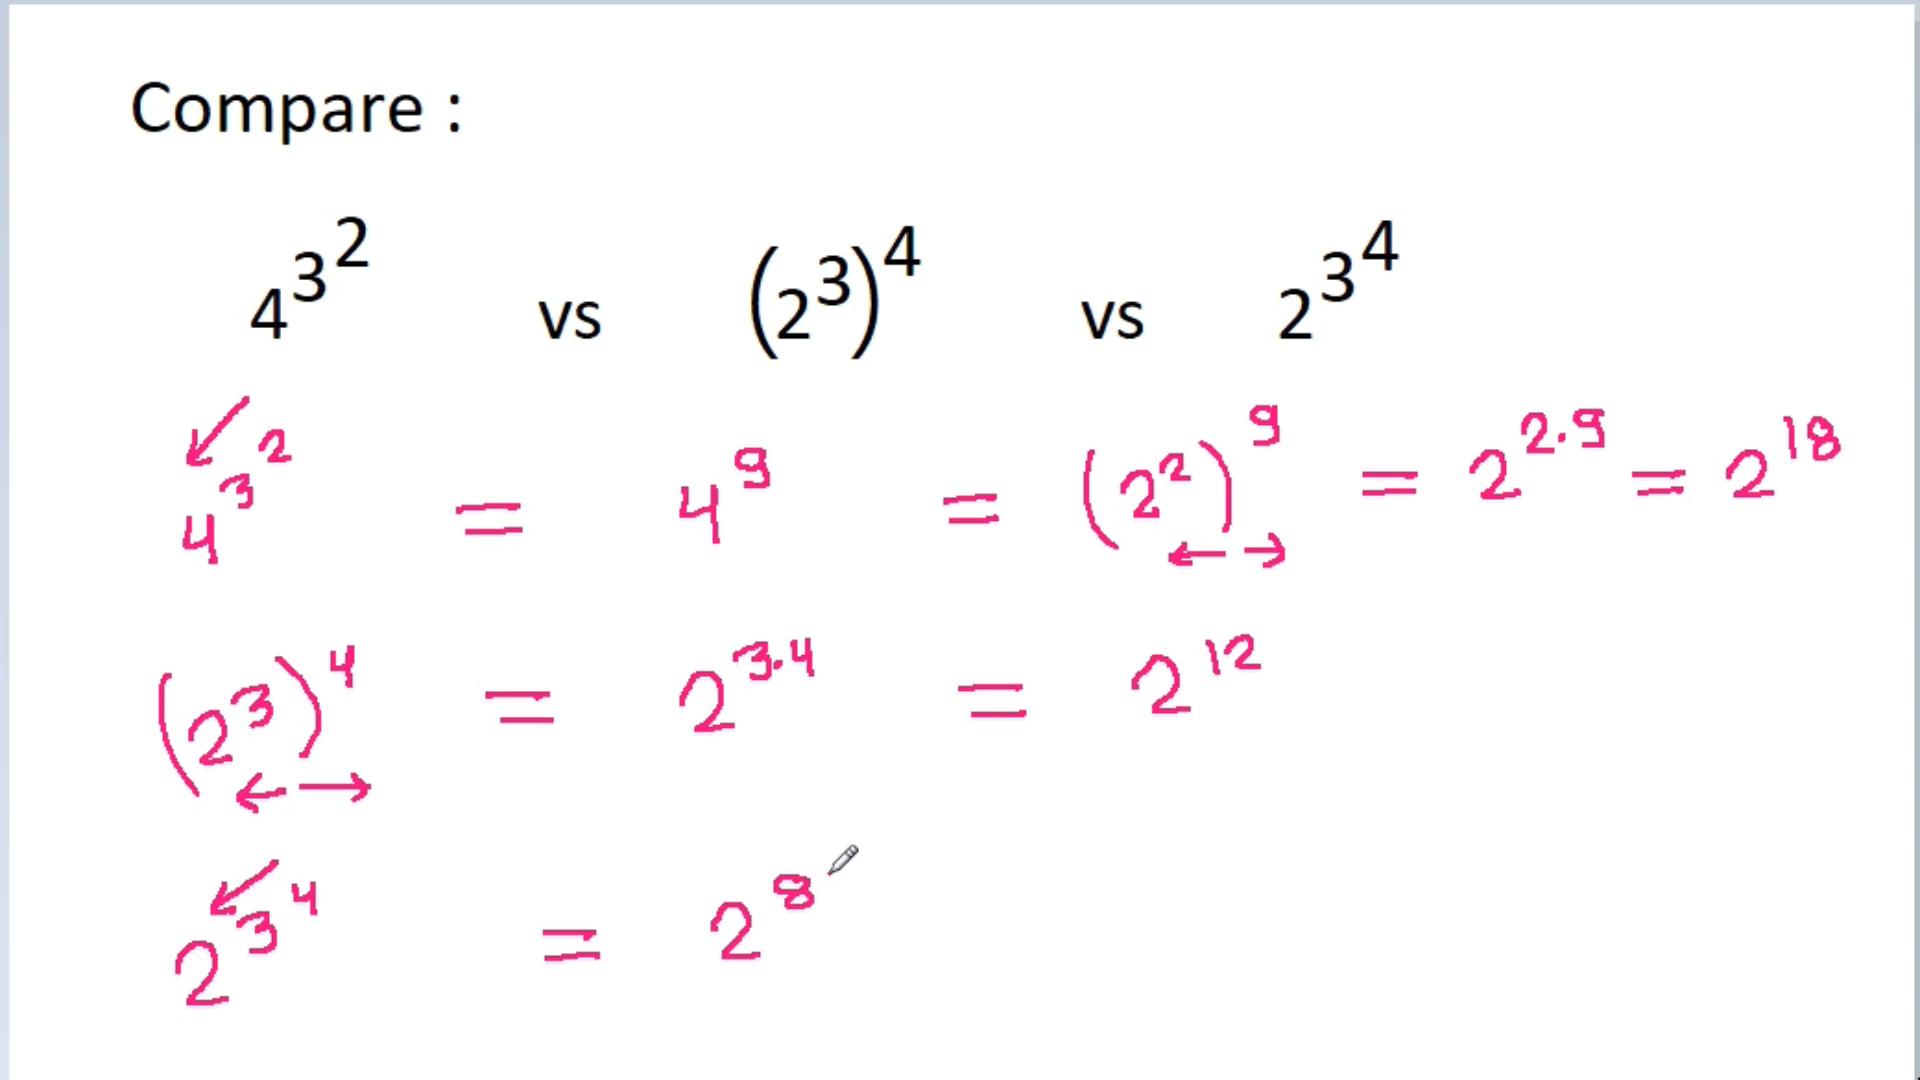 Compare :
4^3^2 vs (2^3)^4 vs 2^3^4
4^3^2 = 4^9 = (2^2)^9 = 2^2·9 = 2^18
(2^3)^4 = 2^3·4 = 2^12
2^3^4 = 2^8